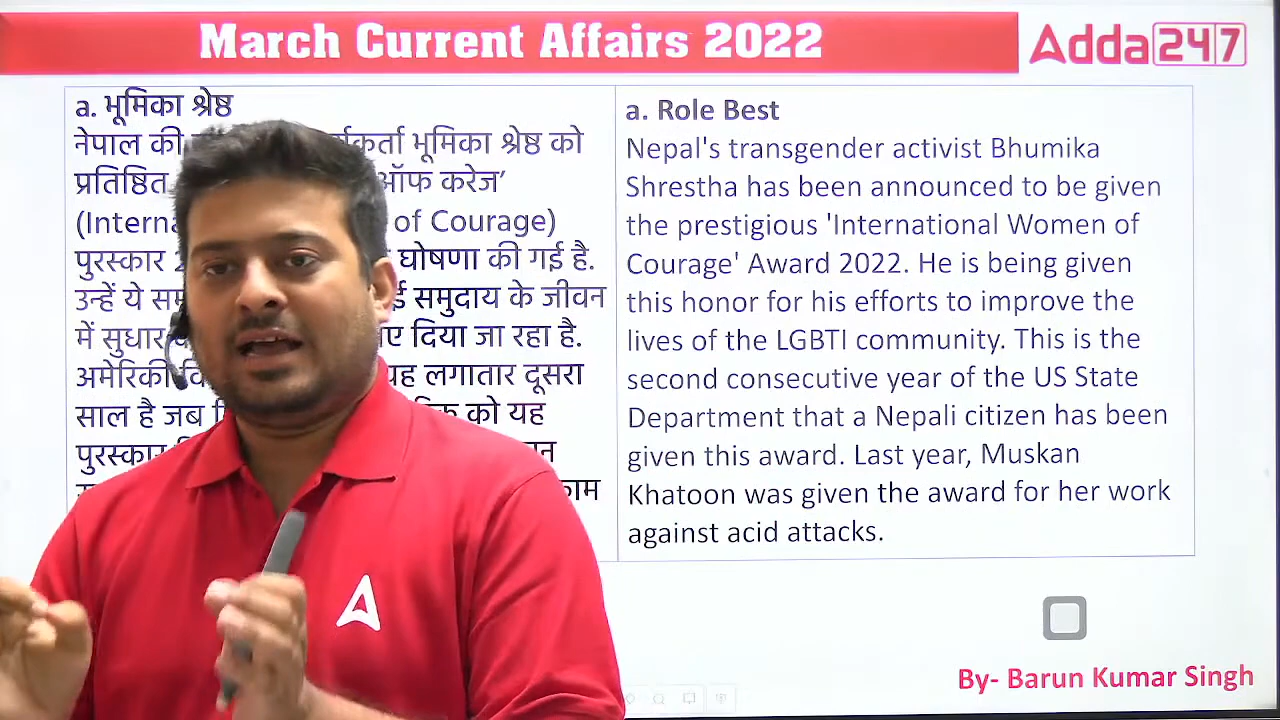 March Current Affairs 2022
Adda247
a. भूमिका श्रेष्ठ
नेपाल की भूमिका श्रेष्ठ को
प्रतिष्ठित ऑफ करेज’
of Courage)
पुरस्कार घोषणा की गई है.
उन्हें ये समुदाय के जीवन
में सुधार दिया जा रहा है.
अमेरिकी लगातार दूसरा
साल है जब को यह
a. Role Best
Nepal's transgender activist Bhumika
Shrestha has been announced to be given
the prestigious 'International Women of
Courage' Award 2022. He is being given
this honor for his efforts to improve the
lives of the LGBTI community. This is the
second consecutive year of the US State
Department that a Nepali citizen has been
given this award. Last year, Muskan
Khatoon was given the award for her work
against acid attacks.
By- Barun Kumar Singh